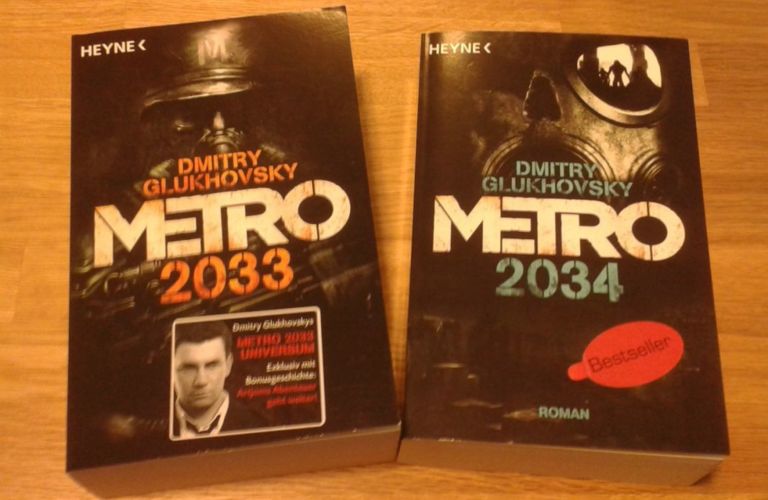 HEYNE<
M
DMITRY
GLUKHOVSKY
METRO
2033
Dmitry Glukhovskys
METRO 2033
UNIVERSUM
Exklusiv mit
Bonusgeschichte:
Artjoms Abenteuer
geht weiter!
HEYNE<
DMITRY
GLUKHOVSKY
METRO
2034
Bestseller
ROMAN